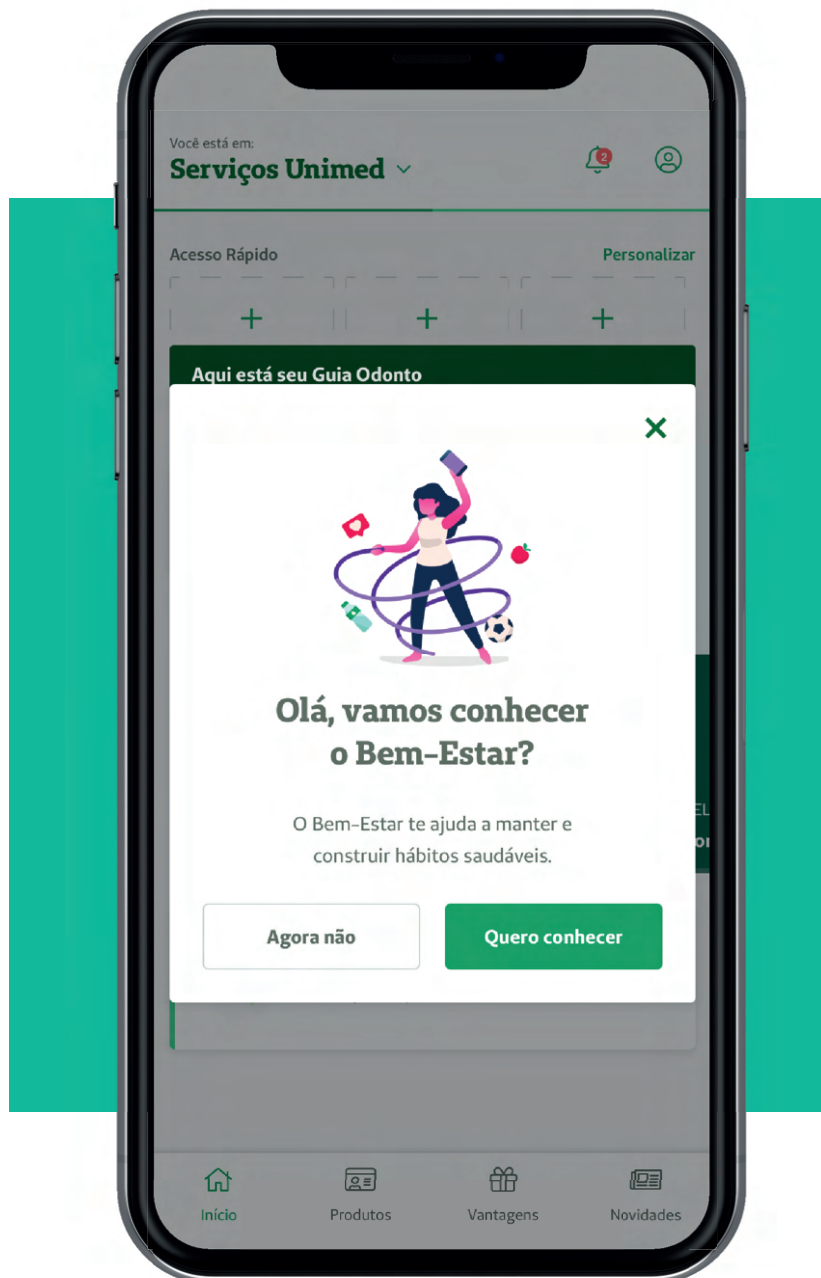 Você está em:
Serviços Unimed
2
Acesso Rápido
Personalizar
+ + +
Aqui está seu Guia Odonto
Olá, vamos conhecer
o Bem-Estar?
O Bem-Estar te ajuda a manter e
construir hábitos saudáveis.
Agora não
Quero conhecer
Início
Produtos
Vantagens
Novidades